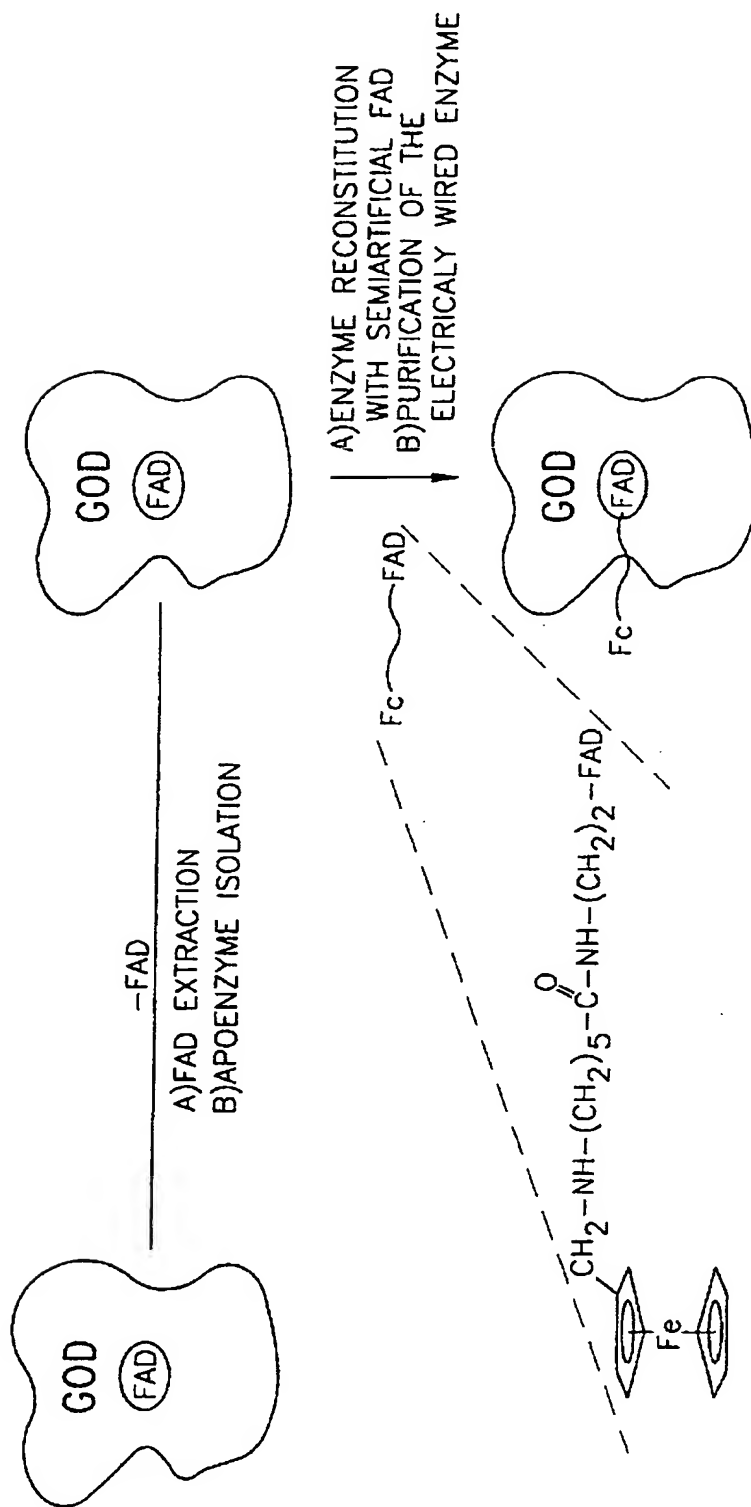 GOD
FAD
–FAD
A)FAD EXTRACTION
B)APOENZYME ISOLATION
GOD
FAD
A)ENZYME RECONSTITUTION
WITH SEMIARTIFICIAL FAD
B)PURIFICATION OF THE
ELECTRICALY WIRED ENZYME
Fc FAD
CH2–NH–(CH2)5–C–NH–(CH2)2–FAD
O
Fe
GOD
Fc FAD